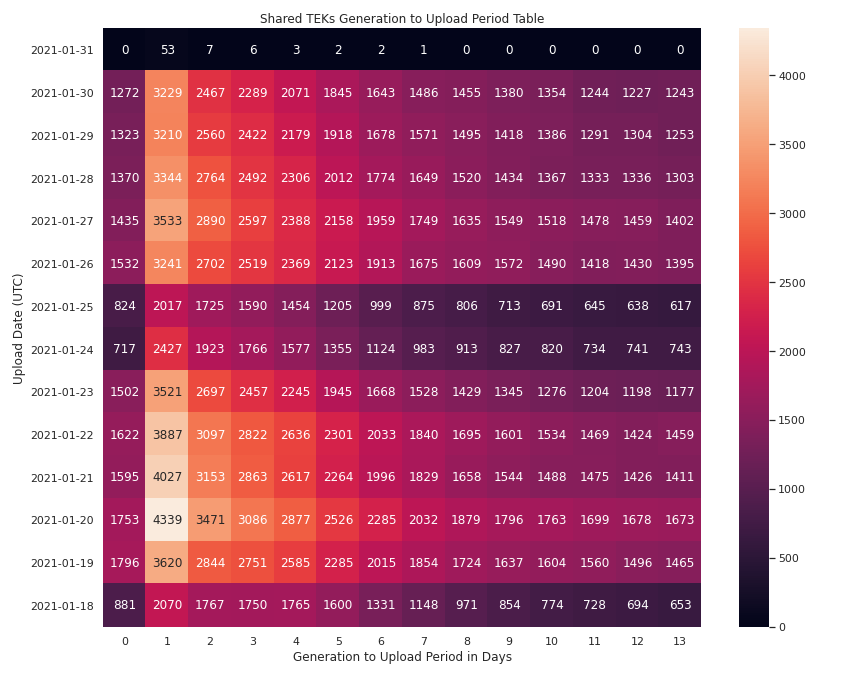 Shared TEKs Generation to Upload Period Table
Upload Date (UTC)
2021-01-31 0 53 7 6 3 2 2 1 0 0 0 0 0 0
2021-01-30 1272 3229 2467 2289 2071 1845 1643 1486 1455 1380 1354 1244 1227 1243
2021-01-29 1323 3210 2560 2422 2179 1918 1678 1571 1495 1418 1386 1291 1304 1253
2021-01-28 1370 3344 2764 2492 2306 2012 1774 1649 1520 1434 1367 1333 1336 1303
2021-01-27 1435 3533 2890 2597 2388 2158 1959 1749 1635 1549 1518 1478 1459 1402
2021-01-26 1532 3241 2702 2519 2369 2123 1913 1675 1609 1572 1490 1418 1430 1395
2021-01-25 824 2017 1725 1590 1454 1205 999 875 806 713 691 645 638 617
2021-01-24 717 2427 1923 1766 1577 1355 1124 983 913 827 820 734 741 743
2021-01-23 1502 3521 2697 2457 2245 1945 1668 1528 1429 1345 1276 1204 1198 1177
2021-01-22 1622 3887 3097 2822 2636 2301 2033 1840 1695 1601 1534 1469 1424 1459
2021-01-21 1595 4027 3153 2863 2617 2264 1996 1829 1658 1544 1488 1475 1426 1411
2021-01-20 1753 4339 3471 3086 2877 2526 2285 2032 1879 1796 1763 1699 1678 1673
2021-01-19 1796 3620 2844 2751 2585 2285 2015 1854 1724 1637 1604 1560 1496 1465
2021-01-18 881 2070 1767 1750 1765 1600 1331 1148 971 854 774 728 694 653
0 1 2 3 4 5 6 7 8 9 10 11 12 13
Generation to Upload Period in Days
4000
3500
3000
2500
2000
1500
1000
500
0